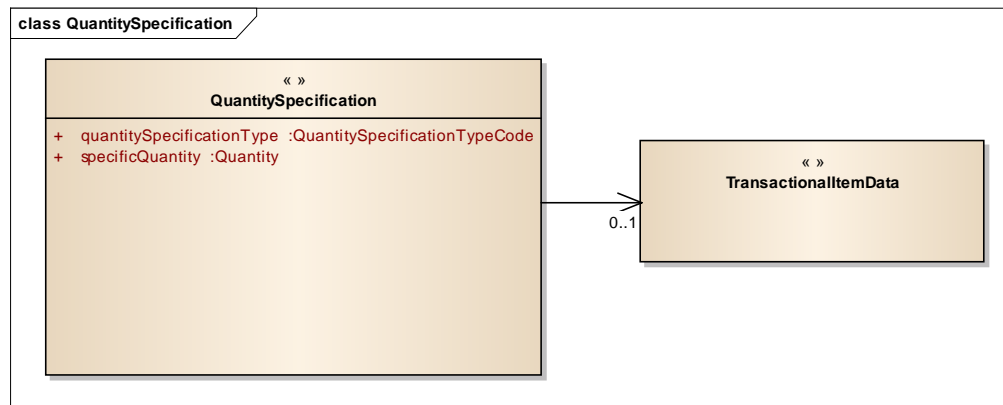 class QuantitySpecification
« »
QuantitySpecification
+ quantitySpecificationType :QuantitySpecificationTypeCode
+ specificQuantity :Quantity
« »
TransactionalItemData
0..1